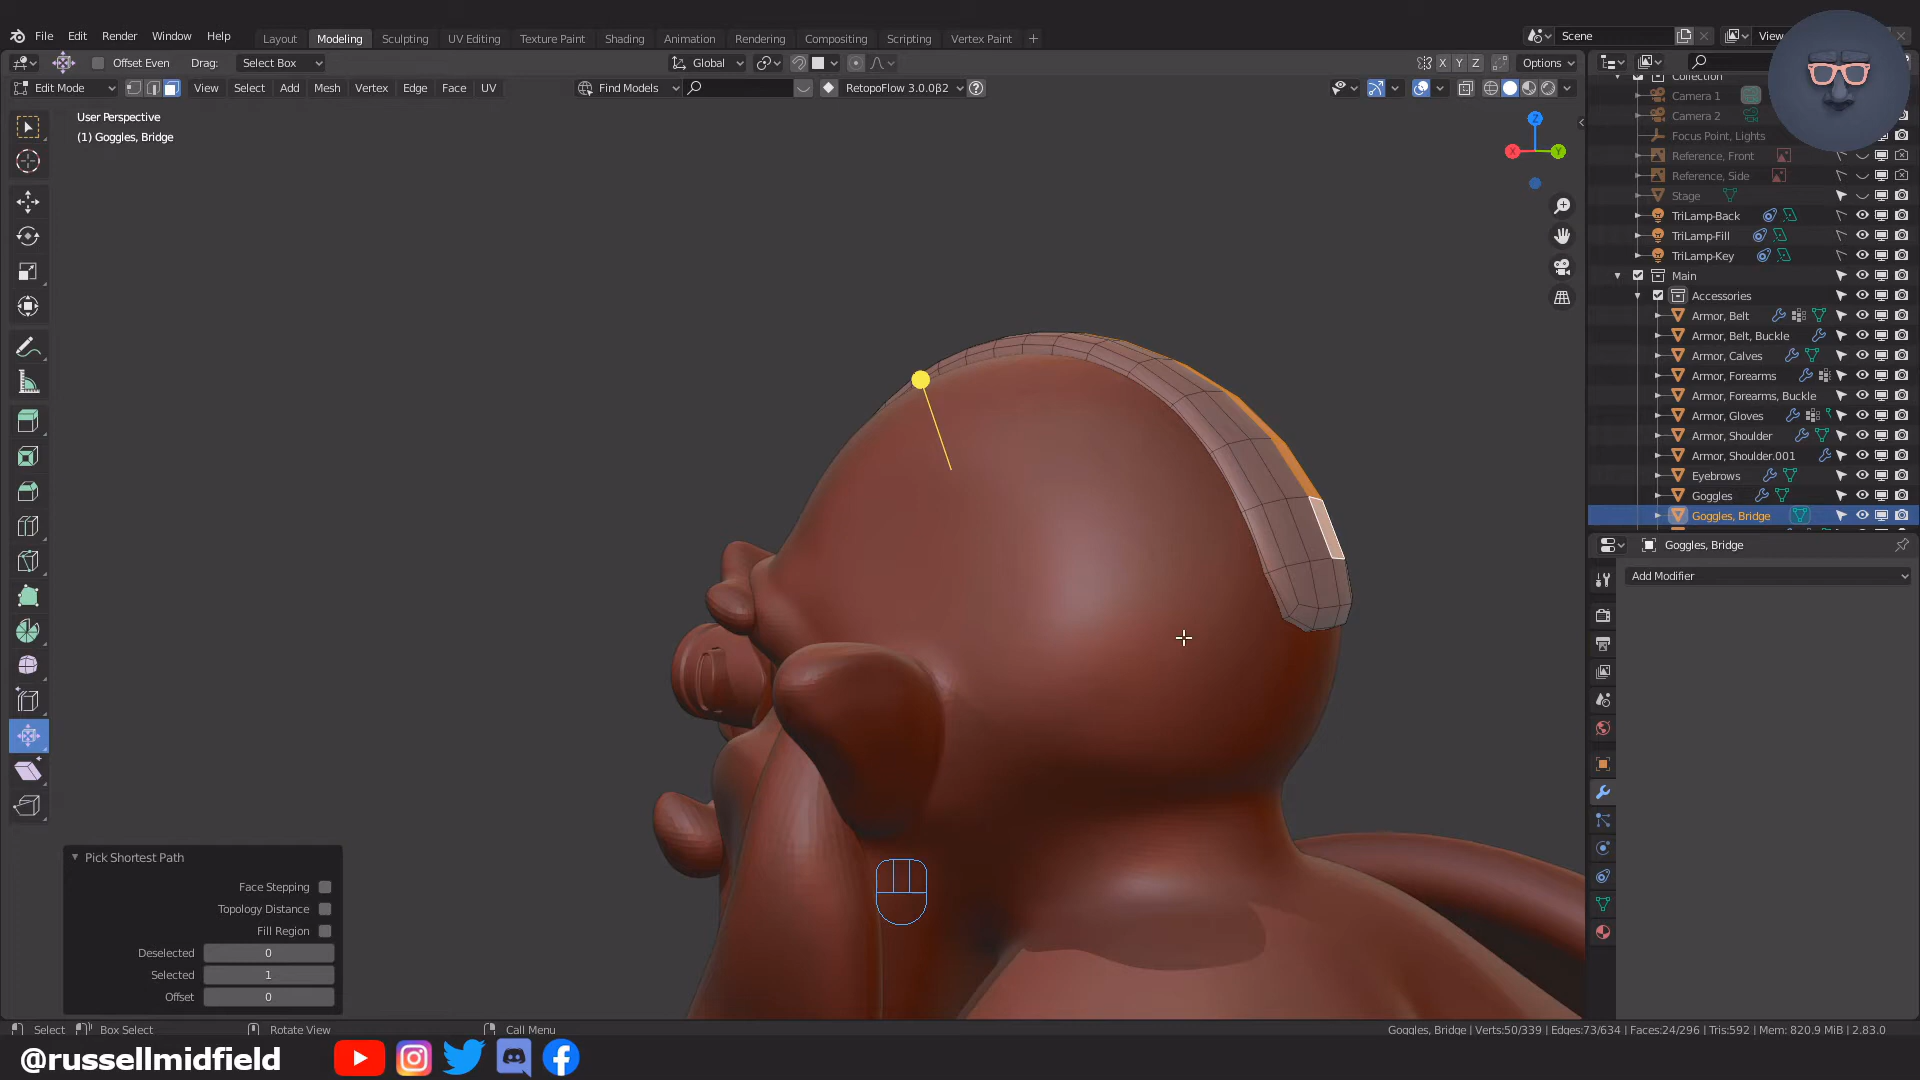 File Edit Render Window Help
Layout Modeling Sculpting UV Editing Texture Paint Shading Animation Rendering Compositing Scripting Vertex Paint +
Scene
Offset Even Drag: Select Box
Global
X Y Z
Options
Edit Mode View Select Add Mesh Vertex Edge Face UV
Find Models
RetopoFlow 3.0.0β2
User Perspective
(1) Goggles, Bridge
Z
X
Y
Collection
Camera 1
Camera 2
Focus Point, Lights
Reference, Front
Reference, Side
Stage
TriLamp-Back
TriLamp-Fill
TriLamp-Key
Main
Accessories
Armor, Belt
Armor, Belt, Buckle
Armor, Calves
Armor, Forearms
Armor, Forearms, Buckle
Armor, Gloves
Armor, Shoulder
Armor, Shoulder.001
Eyebrows
Goggles
Goggles, Bridge
Goggles, Bridge
Add Modifier
Pick Shortest Path
Face Stepping
Topology Distance
Fill Region
Deselected 0
Selected 1
Offset 0
Select Box Select Rotate View Call Menu
Goggles, Bridge | Verts:50/339 | Edges:73/634 | Faces:24/296 | Tris:592 | Mem: 820.9 MiB | 2.83.0
@russellmidfield